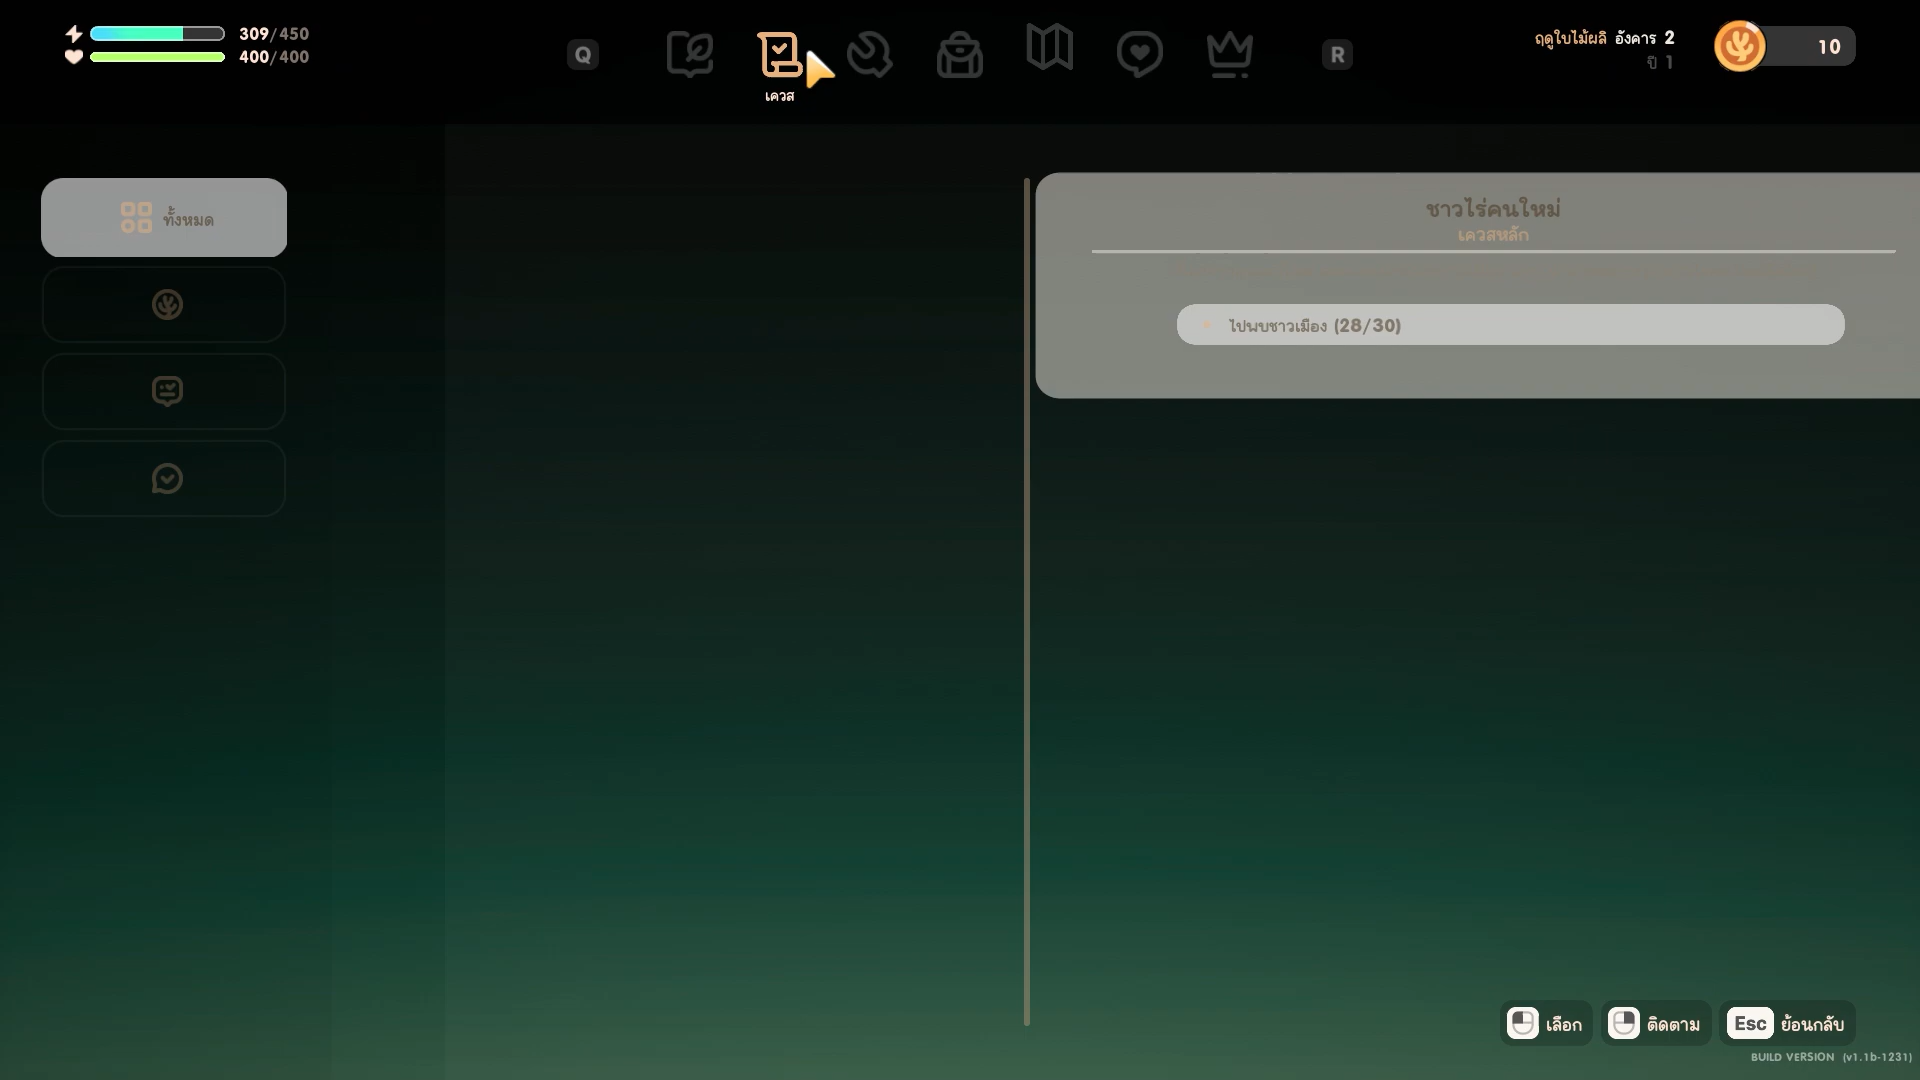 309/450
400/400
Q
เควส
R
ฤดูใบไม้ผลิ อังคาร 2
ปี 1
10
ทั้งหมด
ชาวไร่คนใหม่
เควสหลัก
ไปพบชาวเมือง (28/30)
เลือก
ติดตาม
Esc ย้อนกลับ
BUILD VERSION (v1.1b-1231)